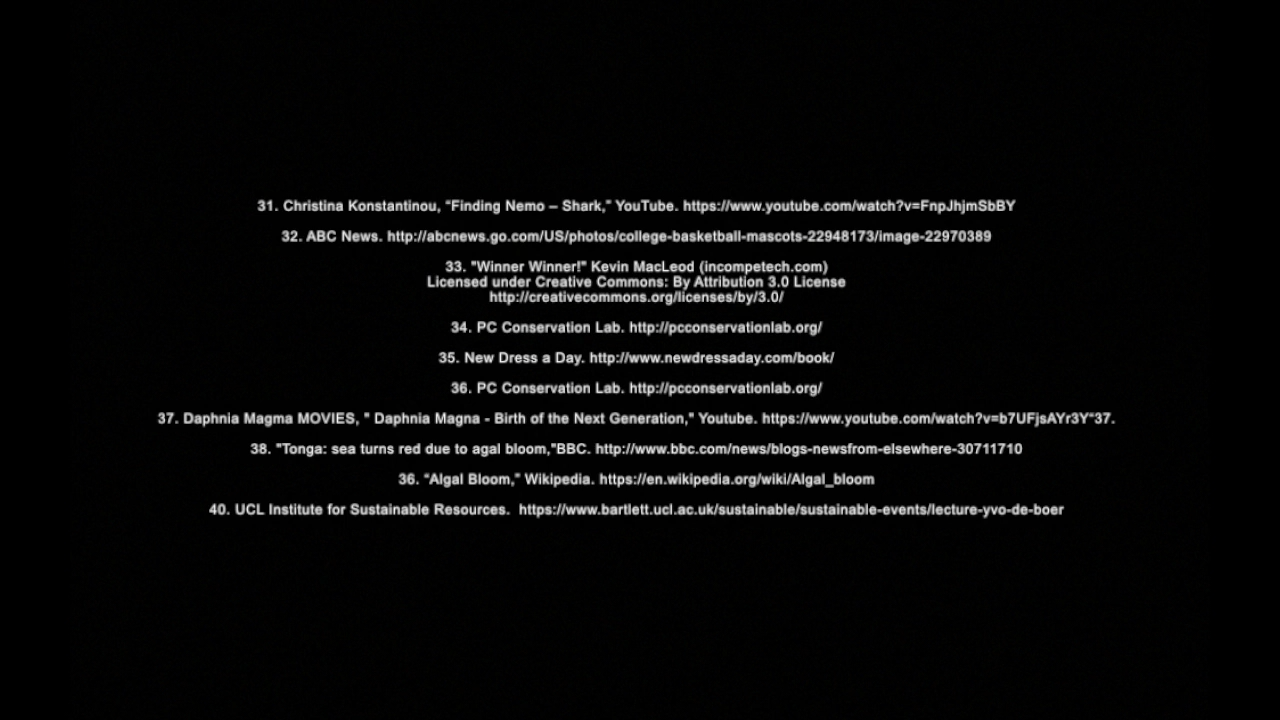 31. Christina Konstantinou, "Finding Nemo – Shark," YouTube. https://www.youtube.com/watch?v=FnpJhjmSbBY
32. ABC News. http://abcnews.go.com/US/photos/college-basketball-mascots-22948173/image-22970389
33. "Winner Winner!" Kevin MacLeod (incompetech.com)
Licensed under Creative Commons: By Attribution 3.0 License
http://creativecommons.org/licenses/by/3.0/
34. PC Conservation Lab. http://pcconservationlab.org/
35. New Dress a Day. http://www.newdressaday.com/book/
36. PC Conservation Lab. http://pcconservationlab.org/
37. Daphnia Magma MOVIES, " Daphnia Magna - Birth of the Next Generation," Youtube. https://www.youtube.com/watch?v=b7UFjsAYr3Y"37.
38. "Tonga: sea turns red due to agal bloom,"BBC. http://www.bbc.com/news/blogs-newsfrom-elsewhere-30711710
36. "Algal Bloom," Wikipedia. https://en.wikipedia.org/wiki/Algal_bloom
40. UCL Institute for Sustainable Resources.  https://www.bartlett.ucl.ac.uk/sustainable/sustainable-events/lecture-yvo-de-boer